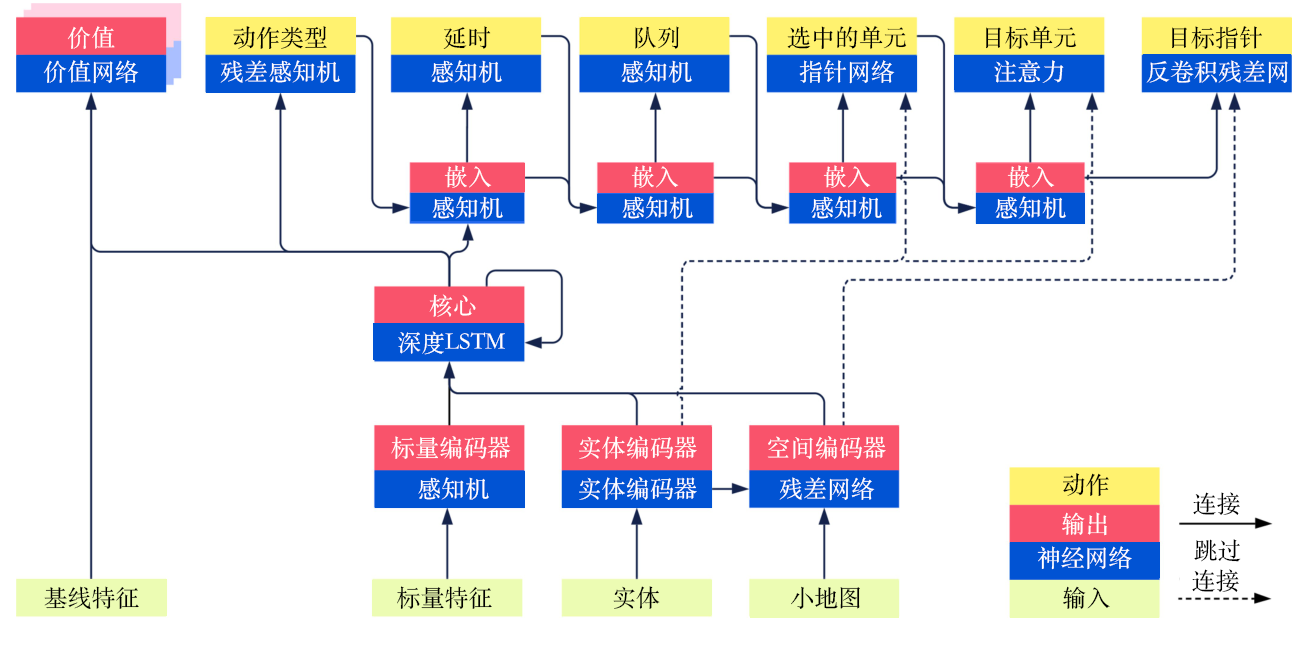 价值
价值网络
动作类型
残差感知机
延时
感知机
队列
感知机
选中的单元
指针网络
目标单元
注意力
目标指针
反卷积残差网
嵌入
感知机
嵌入
感知机
嵌入
感知机
嵌入
感知机
核心
深度LSTM
标量编码器
感知机
实体编码器
实体编码器
空间编码器
残差网络
基线特征
标量特征
实体
小地图
动作
输出
神经网络
输入
连接
跳过
连接